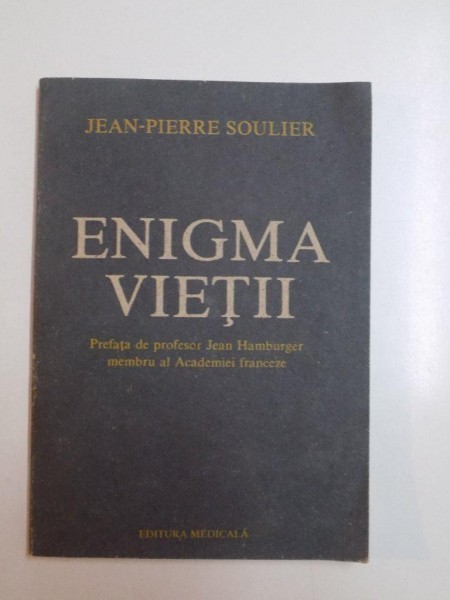 JEAN-PIERRE SOULIER
ENIGMA
VIEȚII
Prefața de profesor Jean Hamburger
membru al Academiei franceze
EDITURA MEDICALĂ